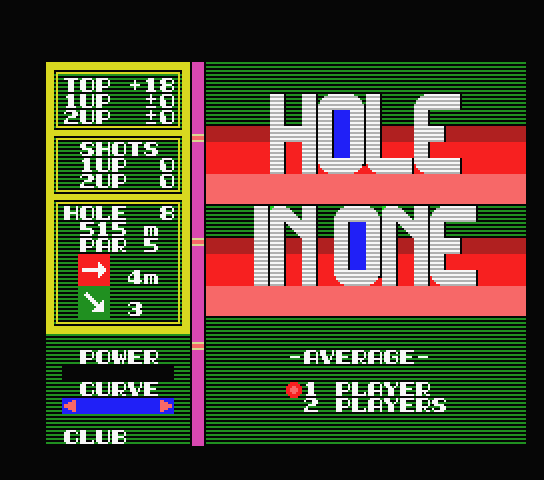 TOP +18
1UP ±0
2UP ±0
SHOTS
1UP 0
2UP 0
HOLE 8
515 m
PAR 5
4m
3
POWER
CURVE
CLUB
HOLE
IN ONE
-AVERAGE-
1 PLAYER
2 PLAYERS